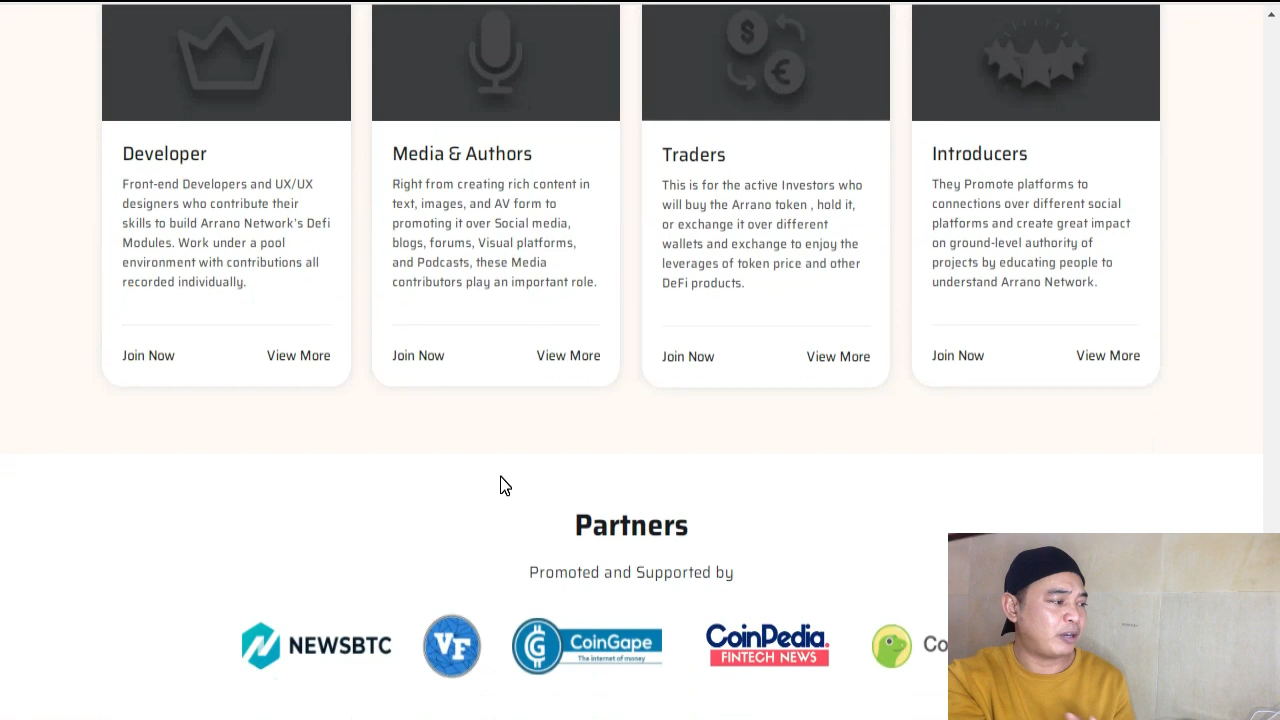 Developer
Front-end Developers and UX/UX
designers who contribute their
skills to build Arrano Network's Defi
Modules. Work under a pool
environment with contributions all
recorded individually.
Join Now
View More
Media & Authors
Right from creating rich content in
text, images, and AV form to
promoting it over Social media,
blogs, forums, Visual platforms,
and Podcasts, these Media
contributors play an important role.
Join Now
View More
Traders
This is for the active Investors who
will buy the Arrano token , hold it,
or exchange it over different
wallets and exchange to enjoy the
leverages of token price and other
DeFi products.
Join Now
View More
Introducers
They Promote platforms to
connections over different social
platforms and create great impact
on ground-level authority of
projects by educating people to
understand Arrano Network.
Join Now
View More
Partners
Promoted and Supported by
NEWSBTC
VF
CoinGape
The internet of money
CoinPedia.
FINTECH NEWS